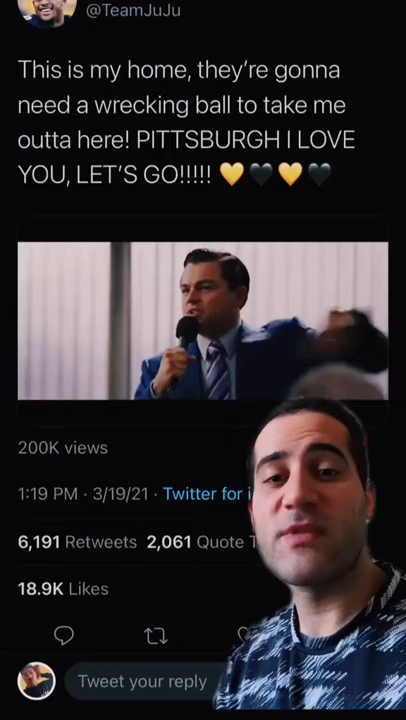 @TeamJuJu
This is my home, they're gonna
need a wrecking ball to take me
outta here! PITTSBURGH I LOVE
YOU, LET'S GO!!!!! 💛🖤💛🖤
200K views
1:19 PM · 3/19/21 · Twitter for
6,191 Retweets 2,061 Quote
18.9K Likes
Tweet your reply